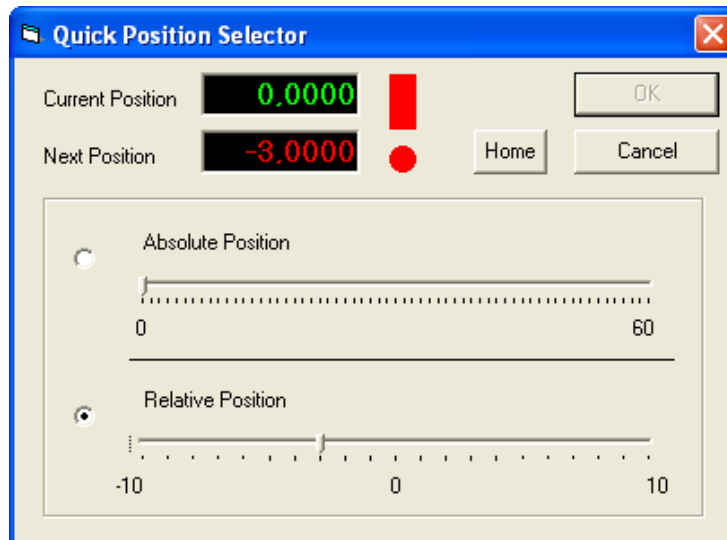 Quick Position Selector
Current Position 0,0000 OK
Next Position -3,0000 Home Cancel
Absolute Position
0 60
Relative Position
-10 0 10